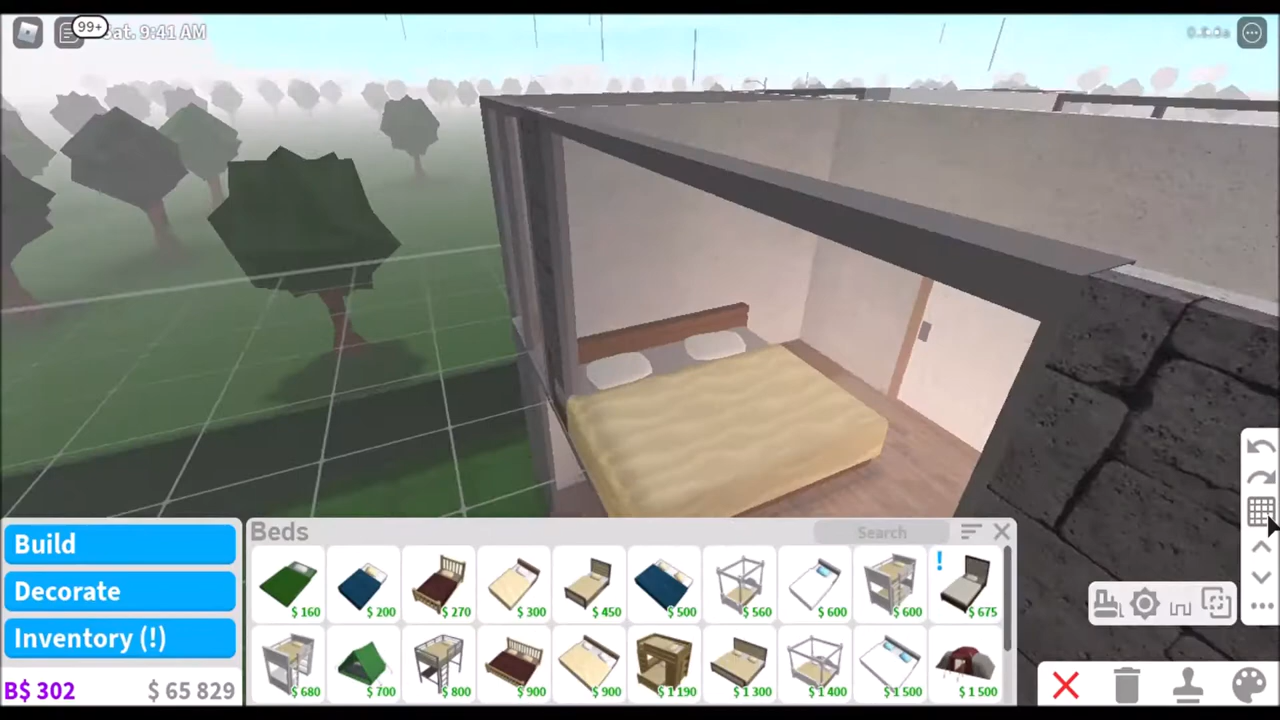 99+
Sat. 9:41 AM
Build
Decorate
Inventory (!)
B$ 302
$ 65 829
Beds
Search
$ 160
$ 200
$ 270
$ 300
$ 450
$ 500
$ 560
$ 600
$ 600
!
$ 675
$ 680
$ 700
$ 800
$ 900
$ 900
$ 1 190
$ 1 300
$ 1 400
$ 1 500
$ 1 500